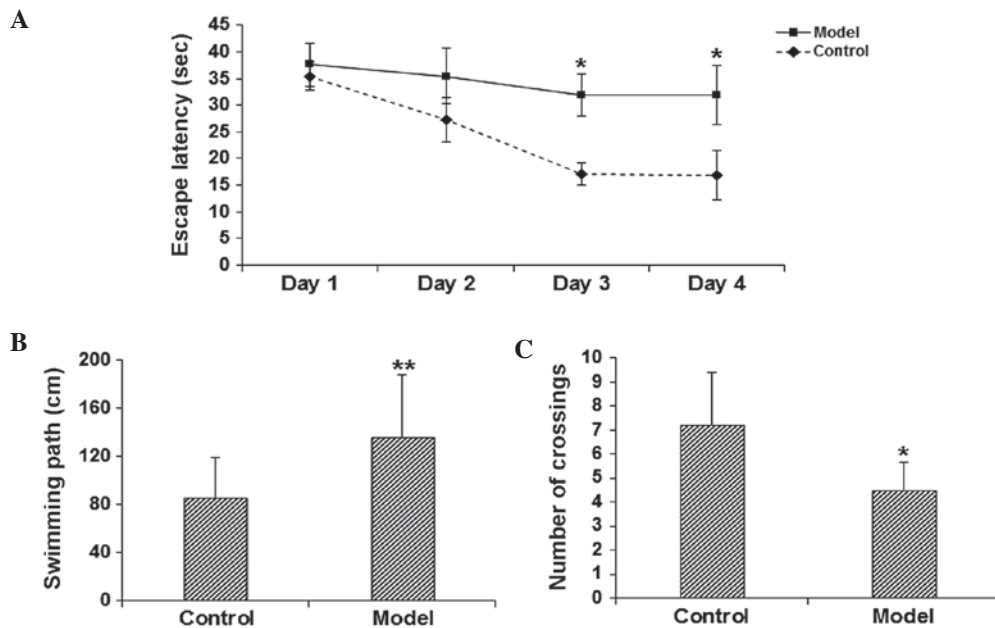 A
Model
Control
Escape latency (sec)
45
40
35
30
25
20
15
10
5
0
*
*
Day 1
Day 2
Day 3
Day 4
B
Swimming path (cm)
200
160
120
80
40
0
**
Control
Model
C
Number of crossings
10
9
8
7
6
5
4
3
2
1
0
*
Control
Model